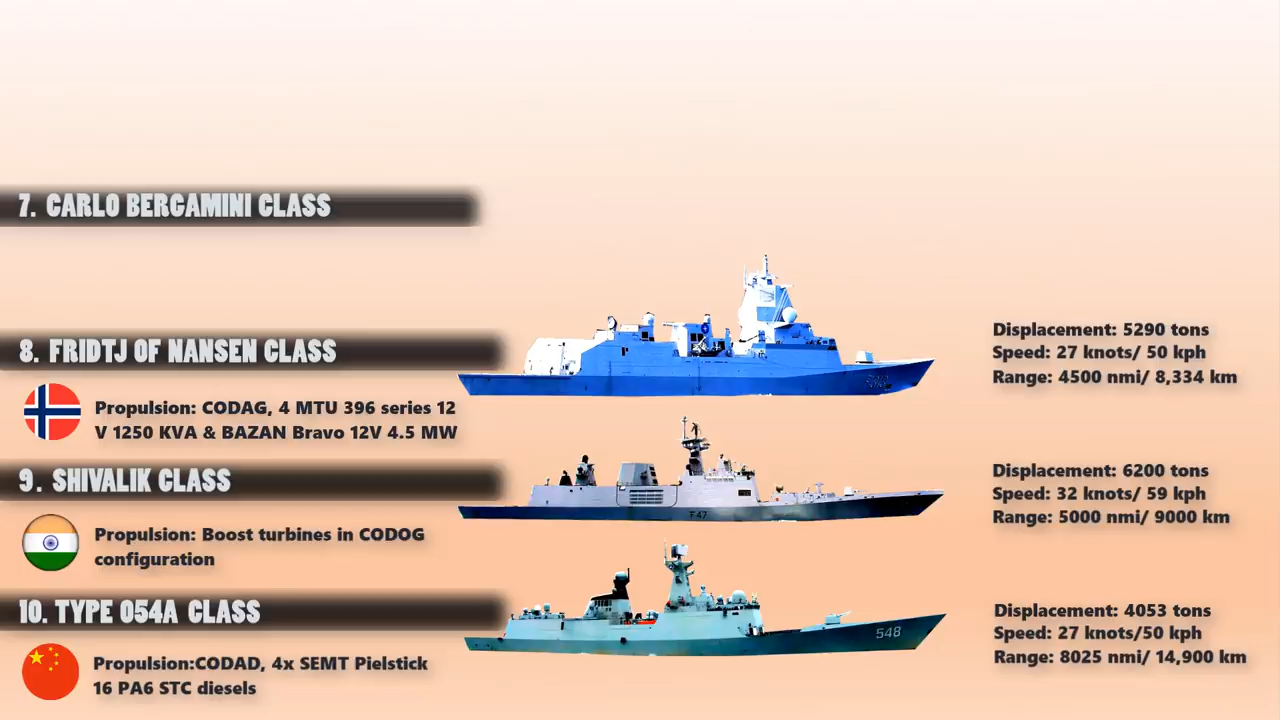 7. CARLO BERGAMINI CLASS
8. FRIDTJ OF NANSEN CLASS
Propulsion: CODAG, 4 MTU 396 series 12
V 1250 KVA & BAZAN Bravo 12V 4.5 MW
Displacement: 5290 tons
Speed: 27 knots/ 50 kph
Range: 4500 nmi/ 8,334 km
9. SHIVALIK CLASS
Propulsion: Boost turbines in CODOG
configuration
F47
Displacement: 6200 tons
Speed: 32 knots/ 59 kph
Range: 5000 nmi/ 9000 km
10. TYPE 054A CLASS
Propulsion:CODAD, 4x SEMT Pielstick
16 PA6 STC diesels
548
Displacement: 4053 tons
Speed: 27 knots/50 kph
Range: 8025 nmi/ 14,900 km